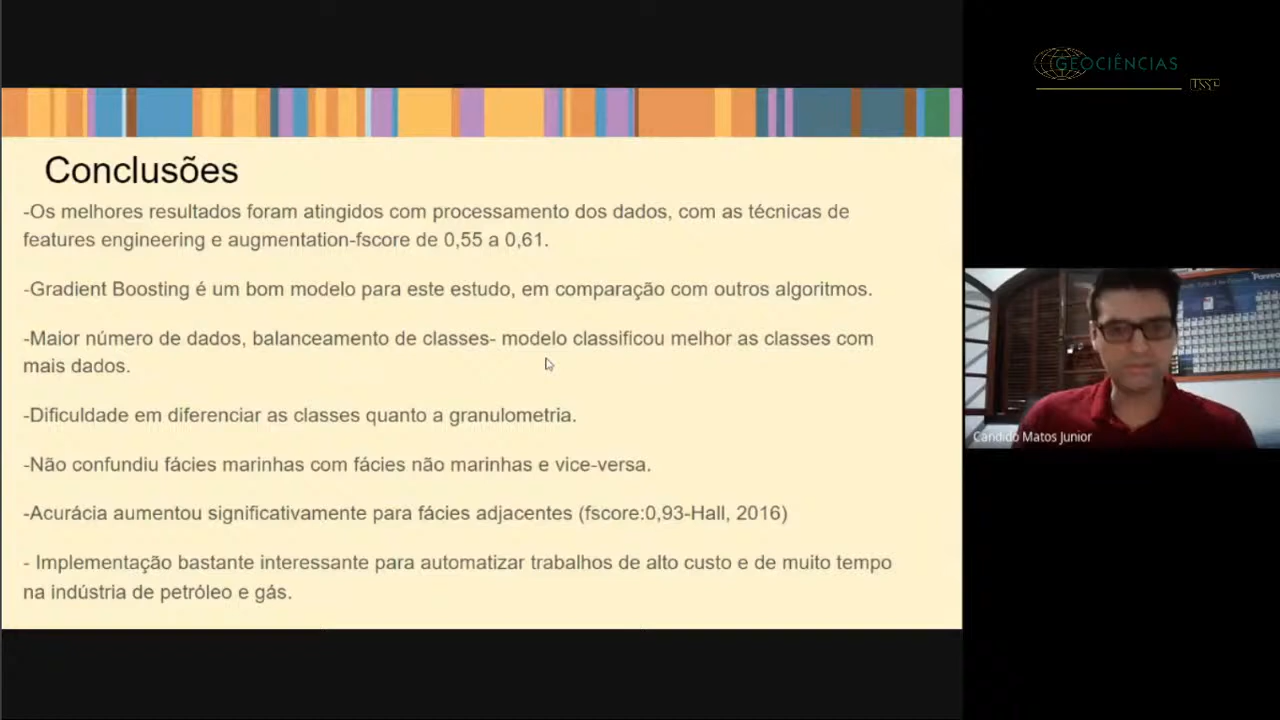 GEOCIÊNCIAS
USP
Conclusões
-Os melhores resultados foram atingidos com processamento dos dados, com as técnicas de
features engineering e augmentation-fscore de 0,55 a 0,61.
-Gradient Boosting é um bom modelo para este estudo, em comparação com outros algoritmos.
-Maior número de dados, balanceamento de classes- modelo classificou melhor as classes com
mais dados.
-Dificuldade em diferenciar as classes quanto a granulometria.
-Não confundiu fácies marinhas com fácies não marinhas e vice-versa.
-Acurácia aumentou significativamente para fácies adjacentes (fscore:0,93-Hall, 2016)
- Implementação bastante interessante para automatizar trabalhos de alto custo e de muito tempo
na indústria de petróleo e gás.
Candido Matos Junior